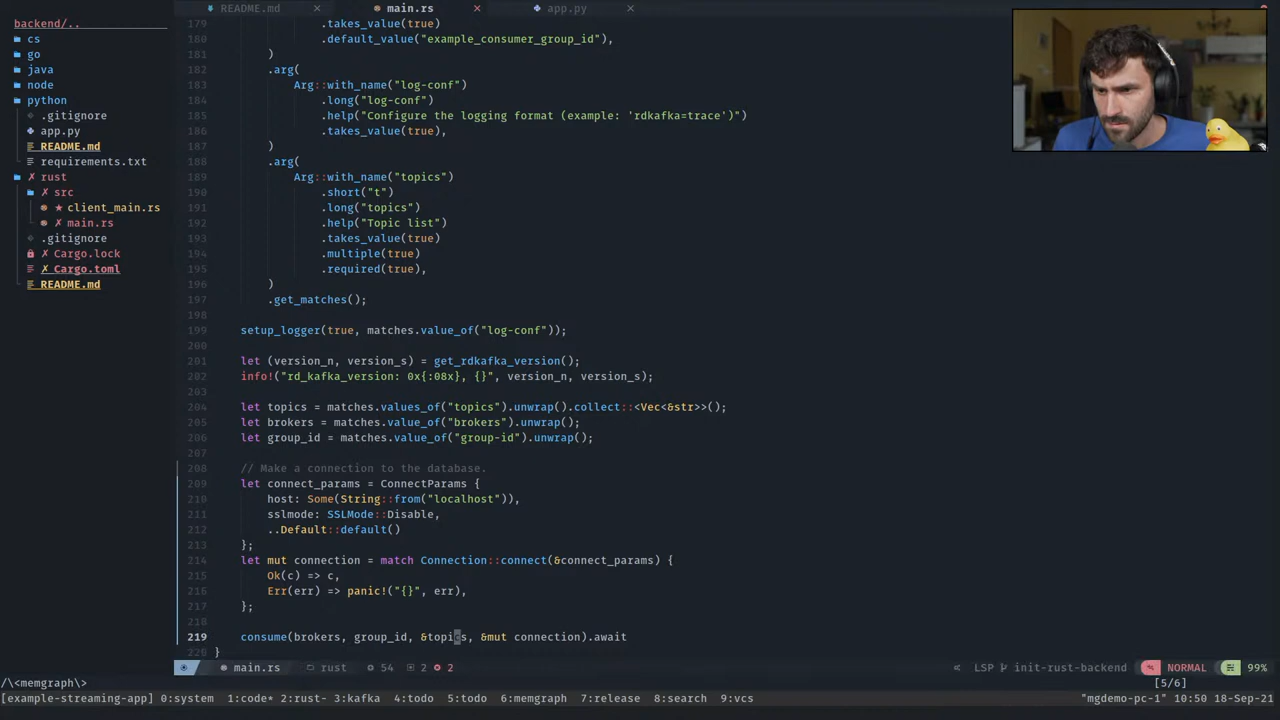 README.md
main.rs ×
app.py ×
backend/..
cs
go
java
node
python
.gitignore
app.py
README.md
requirements.txt
rust
src
client_main.rs
main.rs
.gitignore
Cargo.lock
Cargo.toml
README.md
179 .takes_value(true)
180 .default_value("example_consumer_group_id"),
181 )
182 .arg(
183 Arg::with_name("log-conf")
184 .long("log-conf")
185 .help("Configure the logging format (example: 'rdkafka=trace')")
186 .takes_value(true),
187 )
188 .arg(
189 Arg::with_name("topics")
190 .short("t")
191 .long("topics")
192 .help("Topic list")
193 .takes_value(true)
194 .multiple(true)
195 .required(true),
196 )
197 .get_matches();
198
199 setup_logger(true, matches.value_of("log-conf"));
200
201 let (version_n, version_s) = get_rdkafka_version();
202 info!("rd_kafka_version: 0x{:08x}, {}", version_n, version_s);
203
204 let topics = matches.values_of("topics").unwrap().collect::<Vec<&str>>();
205 let brokers = matches.value_of("brokers").unwrap();
206 let group_id = matches.value_of("group-id").unwrap();
207
208 // Make a connection to the database.
209 let connect_params = ConnectParams {
210 host: Some(String::from("localhost")),
211 sslmode: SSLMode::Disable,
212 ..Default::default()
213 };
214 let mut connection = match Connection::connect(&connect_params) {
215 Ok(c) => c,
216 Err(err) => panic!("{}", err),
217 };
218
219 consume(brokers, group_id, &topics, &mut connection).await
220 }
main.rs rust 54 2 2 « LSP init-rust-backend NORMAL 99%
/\<memgraph\> [5/6]
[example-streaming-app] 0:system 1:code* 2:rust- 3:kafka 4:todo 5:todo 6:memgraph 7:release 8:search 9:vcs "mgdemo-pc-1" 10:50 18-Sep-21